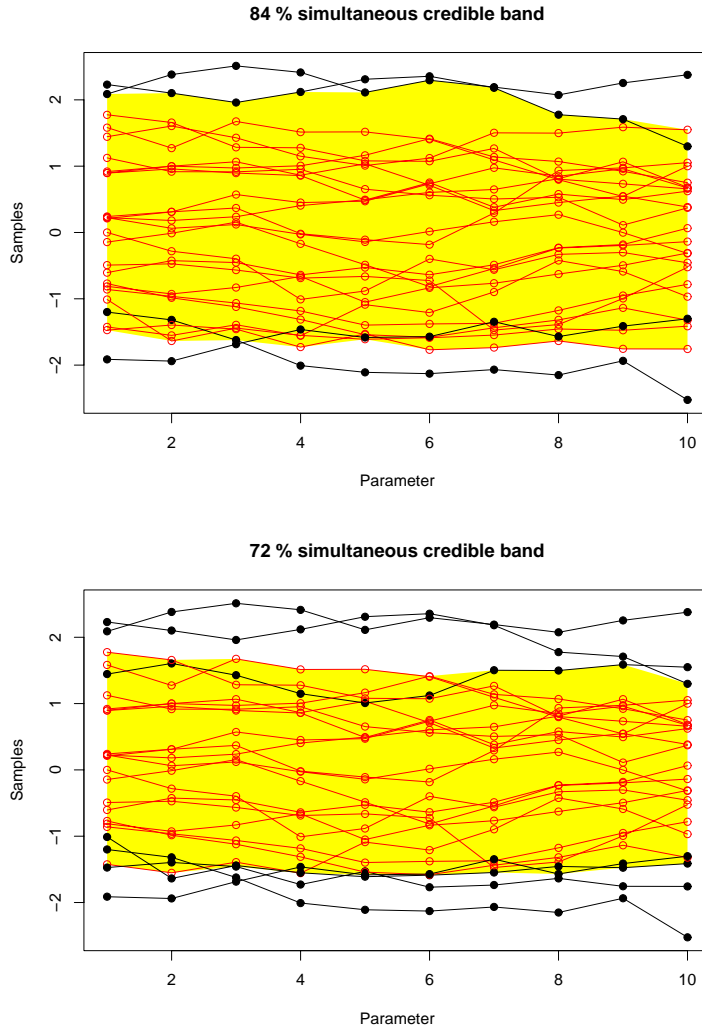 84 % simultaneous credible band
Samples
2
1
0
−1
−2
2 4 6 8 10
Parameter
72 % simultaneous credible band
Samples
2
1
0
−1
−2
2 4 6 8 10
Parameter